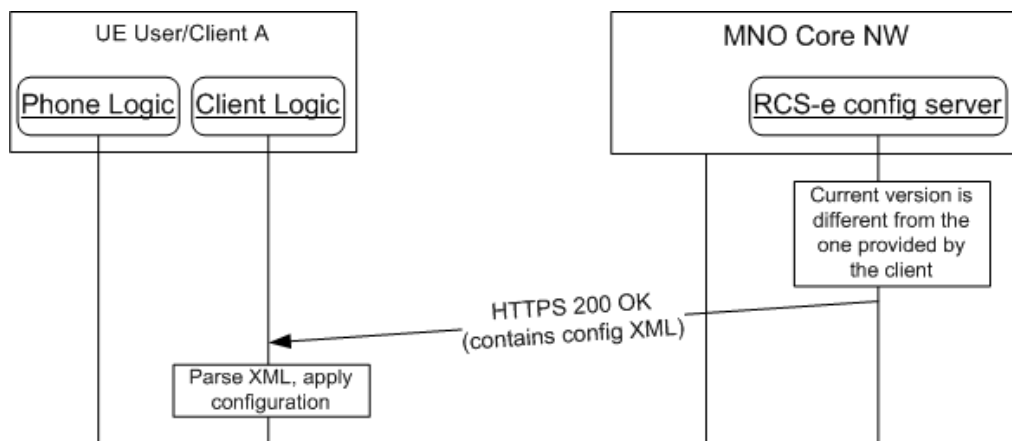 UE User/Client A
MNO Core NW
Phone Logic
Client Logic
RCS-e config server
Current version is
different from the
one provided by
the client
HTTPS 200 OK
(contains config XML)
Parse XML, apply
configuration